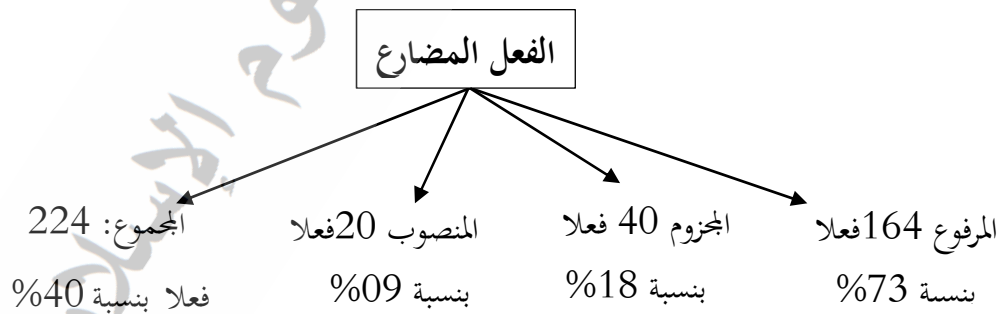 الفعل المضارع
المرفوع 164فعلا
بنسبة 73%
المجزوم 40 فعلا
بنسبة 18%
المنصوب 20فعلا
بنسبة 09%
المجموع: 224
فعلا بنسبة 40%